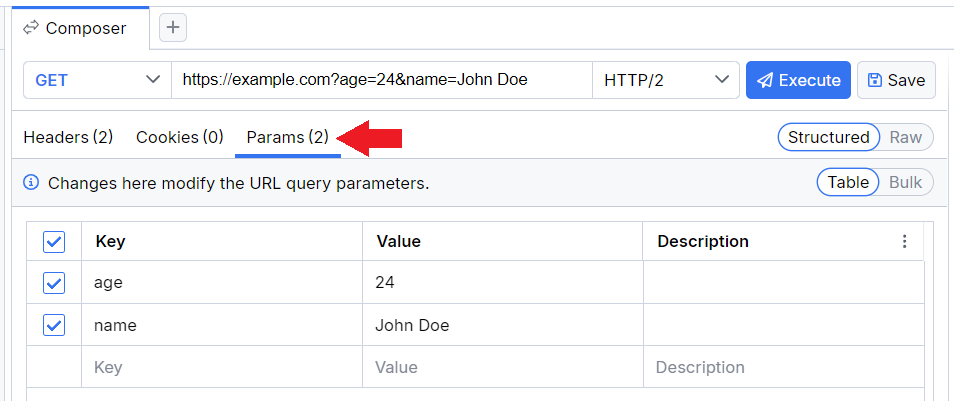 Composer
GET https://example.com?age=24&name=John Doe HTTP/2 Execute Save
Headers (2) Cookies (0) Params (2) Structured Raw
Changes here modify the URL query parameters. Table Bulk
Key Value Description
age 24
name John Doe
Key Value Description